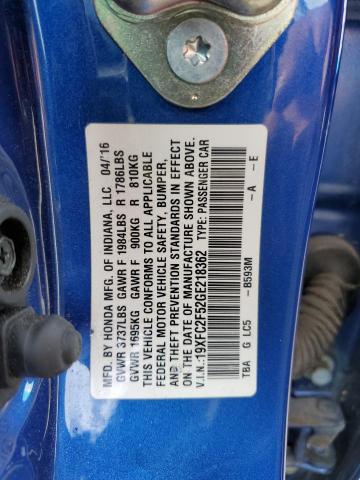 MFD. BY HONDA MFG. OF INDIANA, LLC 04/'16
GVWR 3737LBS GAWR F 1984LBS R 1786LBS
GVWR 1695KG GAWR F 900KG R 810KG
THIS VEHICLE CONFORMS TO ALL APPLICABLE
FEDERAL MOTOR VEHICLE SAFETY, BUMPER,
AND THEFT PREVENTION STANDARDS IN EFFECT
ON THE DATE OF MANUFACTURE SHOWN ABOVE.
V.I.N.:19XFC2F52GE218362 TYPE: PASSENGER CAR
TBA G LC5 -B593M -A -E